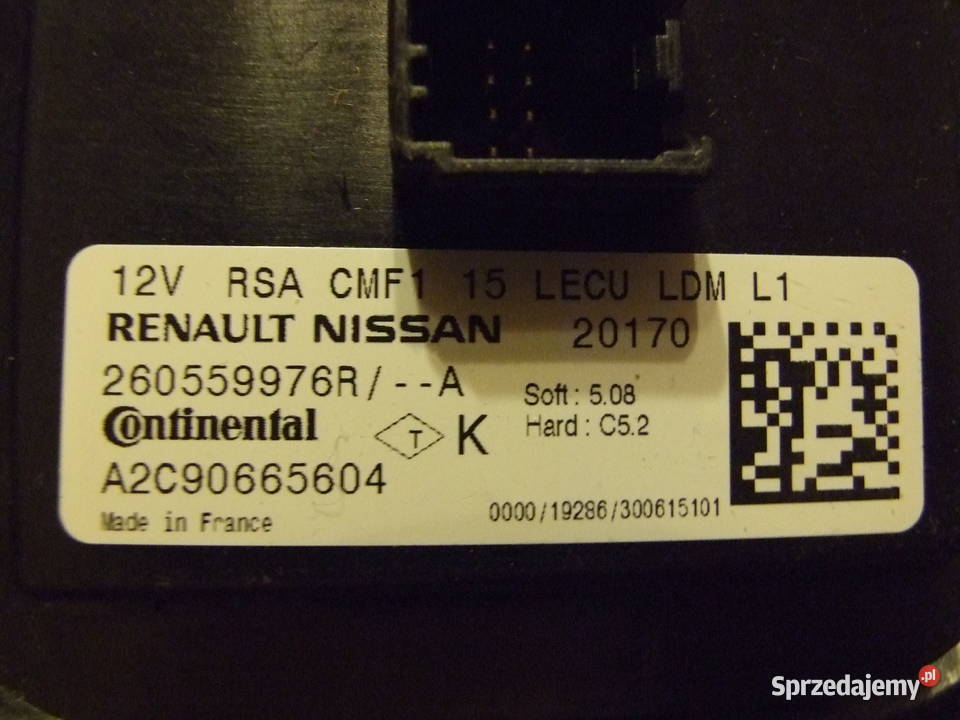 12V RSA CMF1 15 LECU LDM L1
RENAULT NISSAN 20170
260559976R/--A
Soft : 5.08
Continental T K Hard : C5.2
A2C90665604
Made in France 0000/19286/300615101
Sprzedajemy.pl